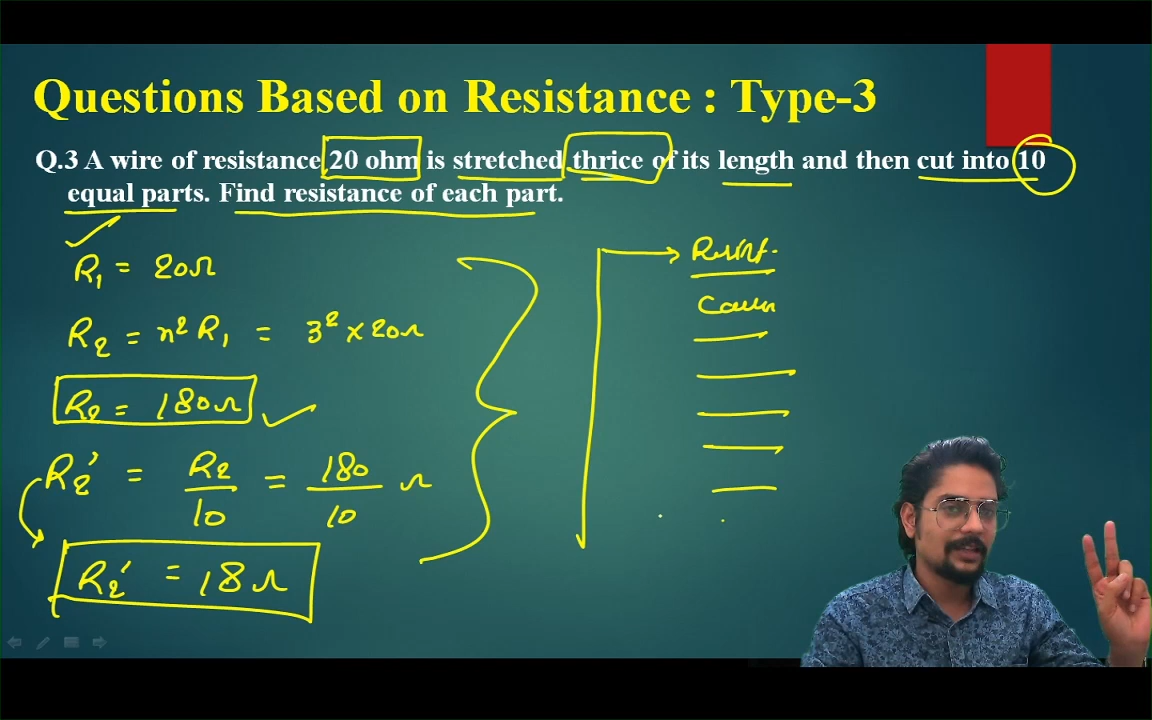 Questions Based on Resistance : Type-3
Q.3 A wire of resistance 20 ohm is stretched thrice of its length and then cut into 10
equal parts. Find resistance of each part.
R₁ = 20Ω
R₂ = n² R₁ = 3² × 20Ω
R₂ = 180Ω
R₂' = R₂/10 = 180/10 Ω
R₂' = 18Ω